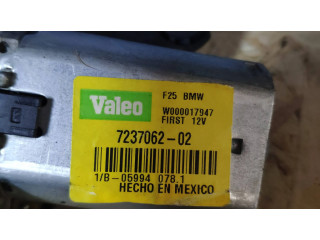 Valeo
F25 BMW
W000017947
FIRST 12V
7237062-02
1/B-05994 078.1
HECHO EN MEXICO